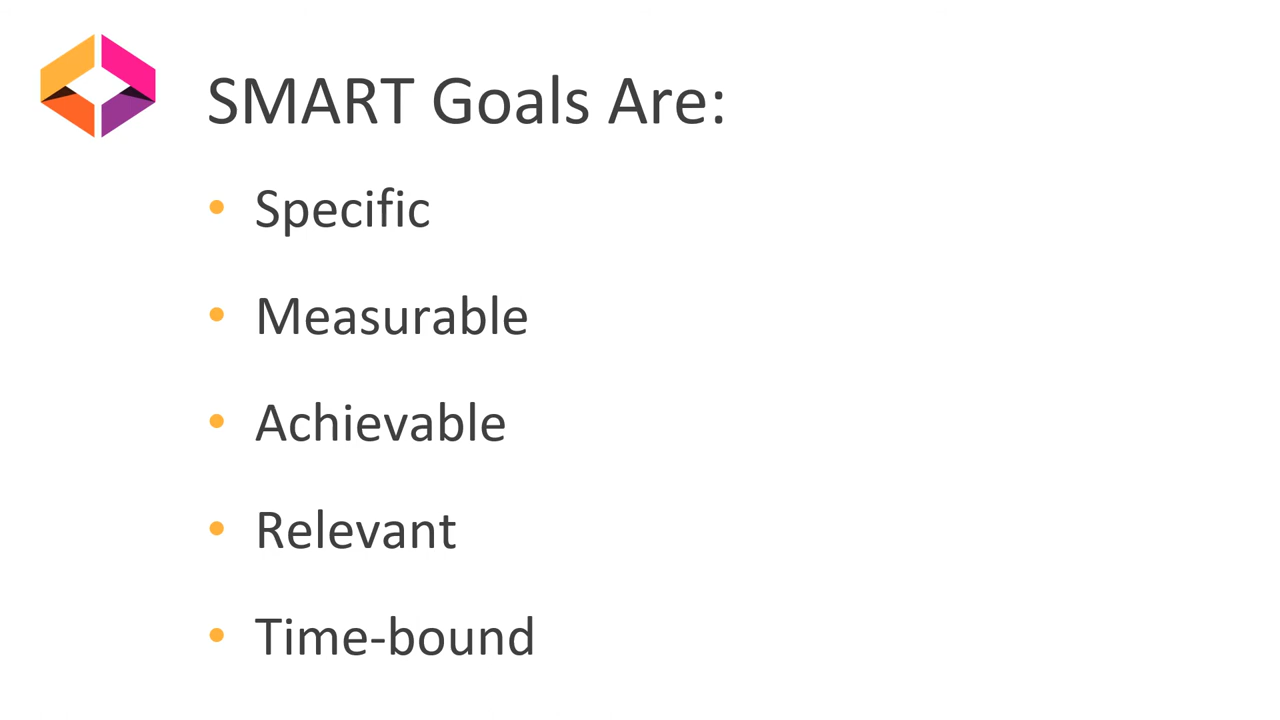 SMART Goals Are:
• Specific
• Measurable
• Achievable
• Relevant
• Time-bound